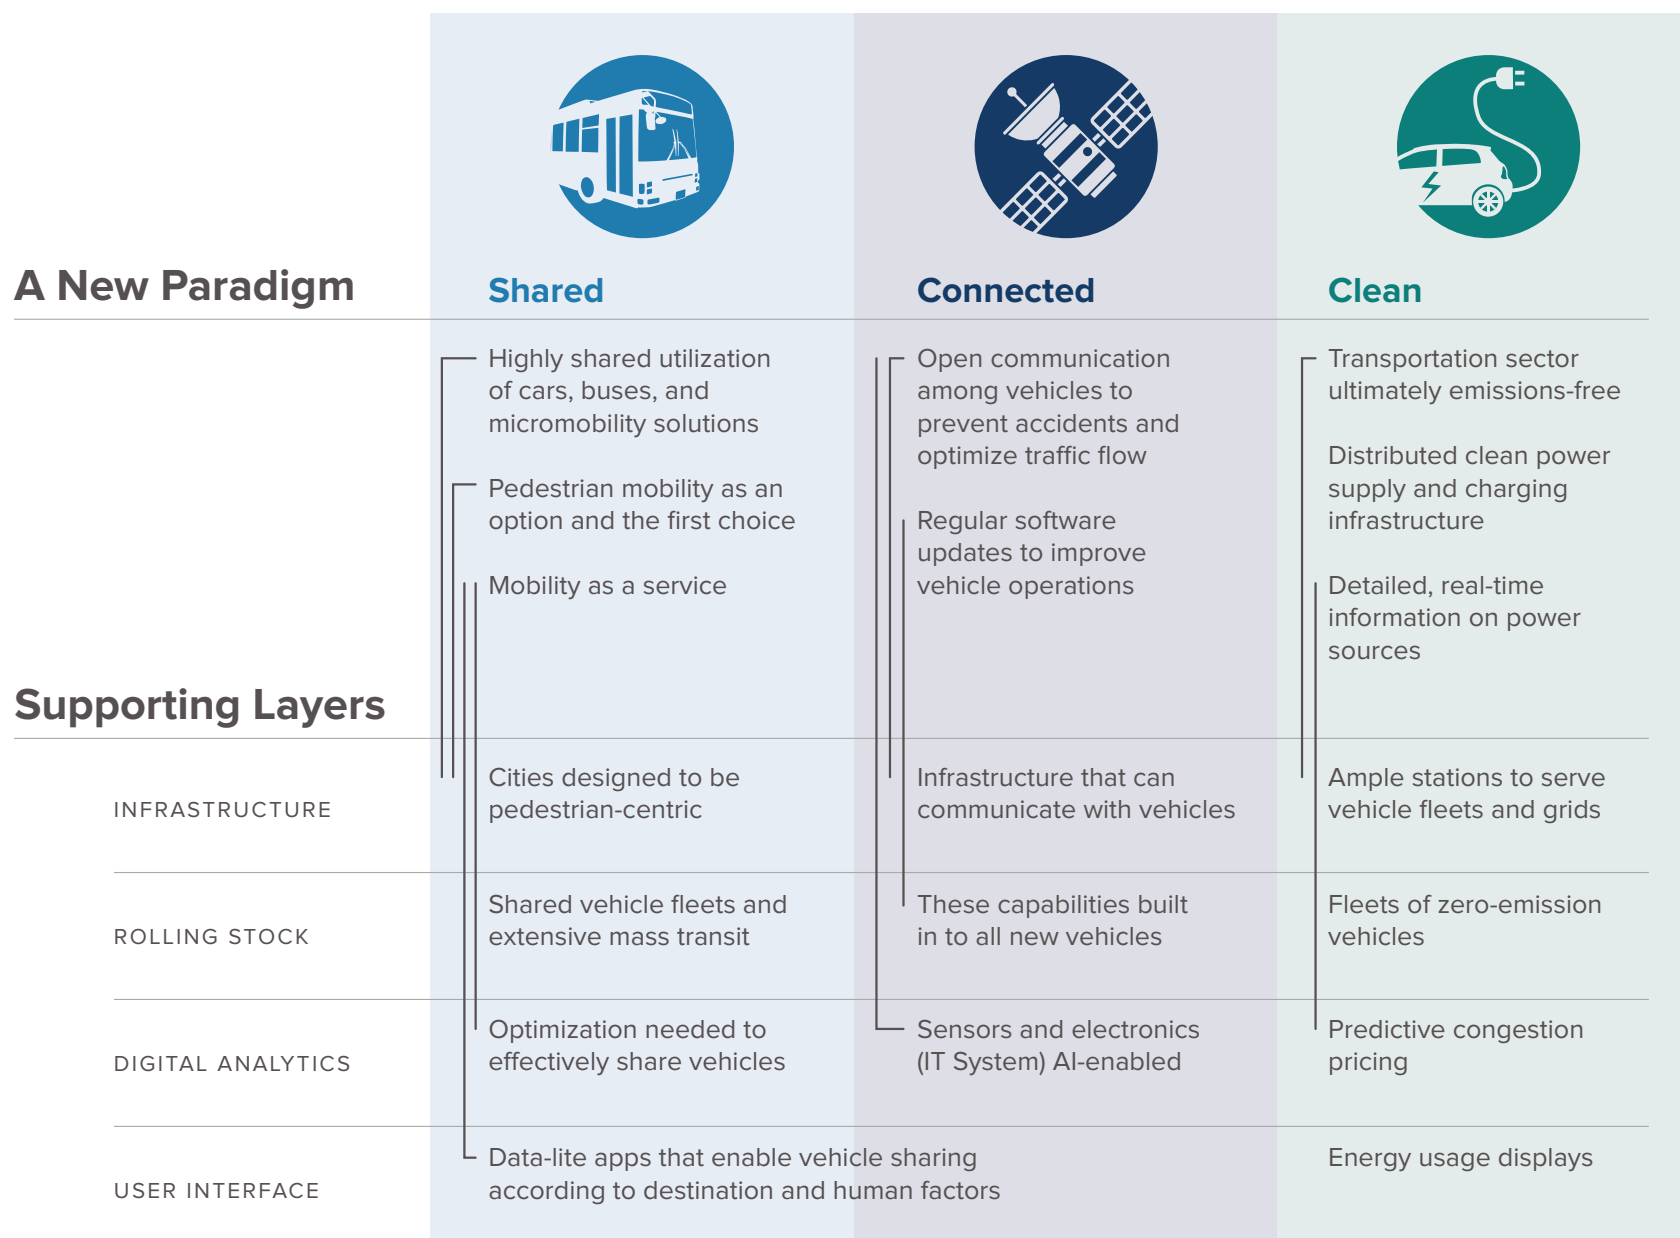 A New Paradigm
Shared
Connected
Clean
Highly shared utilization
of cars, buses, and
micromobility solutions
Pedestrian mobility as an
option and the first choice
Mobility as a service
Open communication
among vehicles to
prevent accidents and
optimize traffic flow
Regular software
updates to improve
vehicle operations
Transportation sector
ultimately emissions-free
Distributed clean power
supply and charging
infrastructure
Detailed, real-time
information on power
sources
Supporting Layers
INFRASTRUCTURE
Cities designed to be
pedestrian-centric
Infrastructure that can
communicate with vehicles
Ample stations to serve
vehicle fleets and grids
ROLLING STOCK
Shared vehicle fleets and
extensive mass transit
These capabilities built
in to all new vehicles
Fleets of zero-emission
vehicles
DIGITAL ANALYTICS
Optimization needed to
effectively share vehicles
Sensors and electronics
(IT System) AI-enabled
Predictive congestion
pricing
USER INTERFACE
Data-lite apps that enable vehicle sharing
according to destination and human factors
Energy usage displays